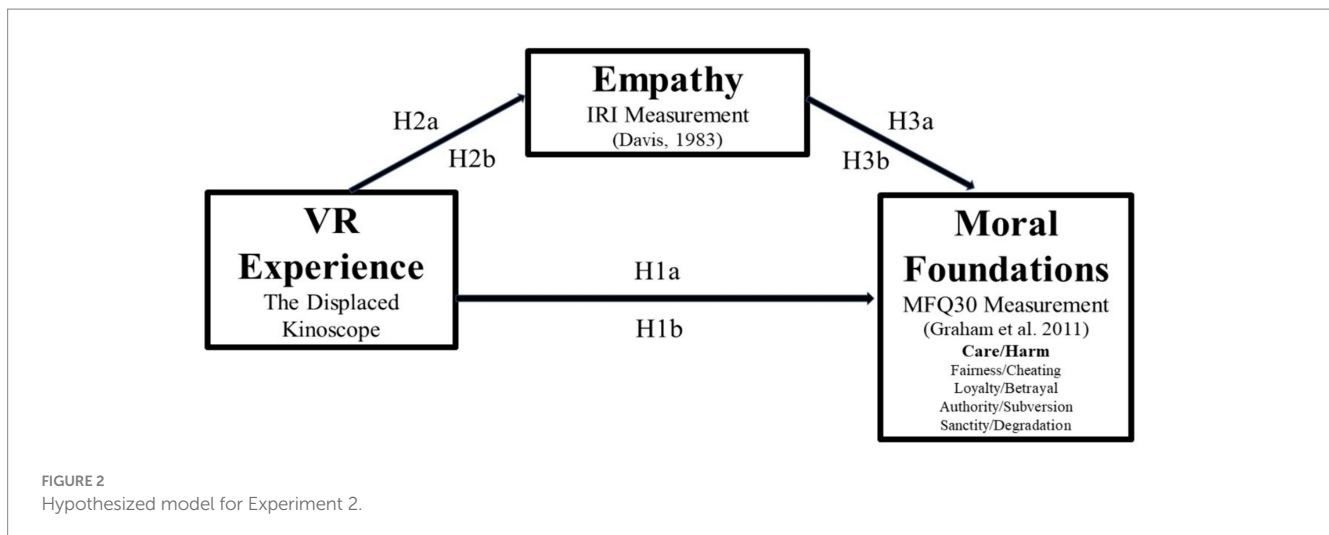 Empathy
IRI Measurement
(Davis, 1983)
H2a
H2b
H3a
H3b
VR
Experience
The Displaced
Kinoscope
H1a
H1b
Moral
Foundations
MFQ30 Measurement
(Graham et al. 2011)
Care/Harm
Fairness/Cheating
Loyalty/Betrayal
Authority/Subversion
Sanctity/Degradation
FIGURE 2
Hypothesized model for Experiment 2.